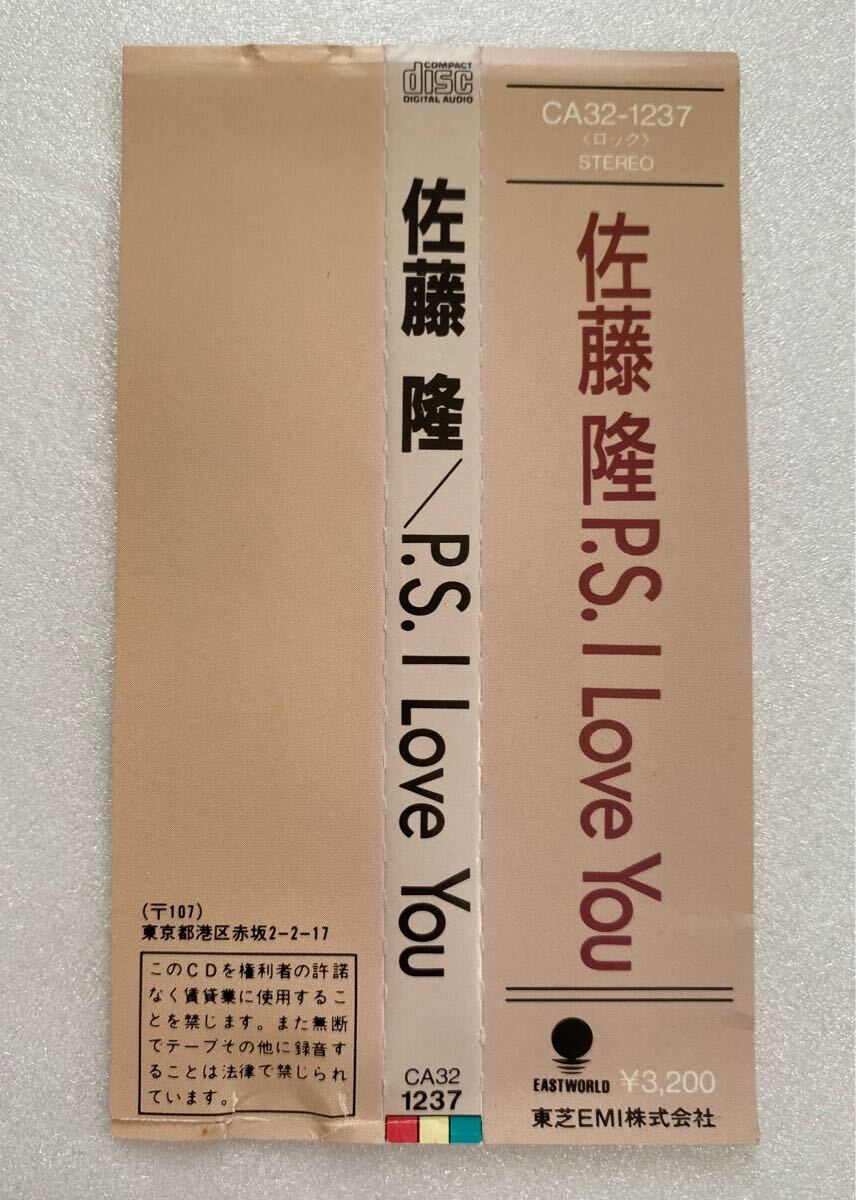 COMPACT
disc
DIGITAL AUDIO
佐藤 隆／P.S. I Love You
CA32
1237
CA32-1237
〈ロック〉
STEREO
佐藤 隆 P.S. I Love You
EASTWORLD
¥3,200
東芝EMI株式会社
(〒107)
東京都港区赤坂2-2-17
このCDを権利者の許諾
なく賃貸業に使用するこ
とを禁じます。また無断
でテープその他に録音す
ることは法律で禁じられ
ています。